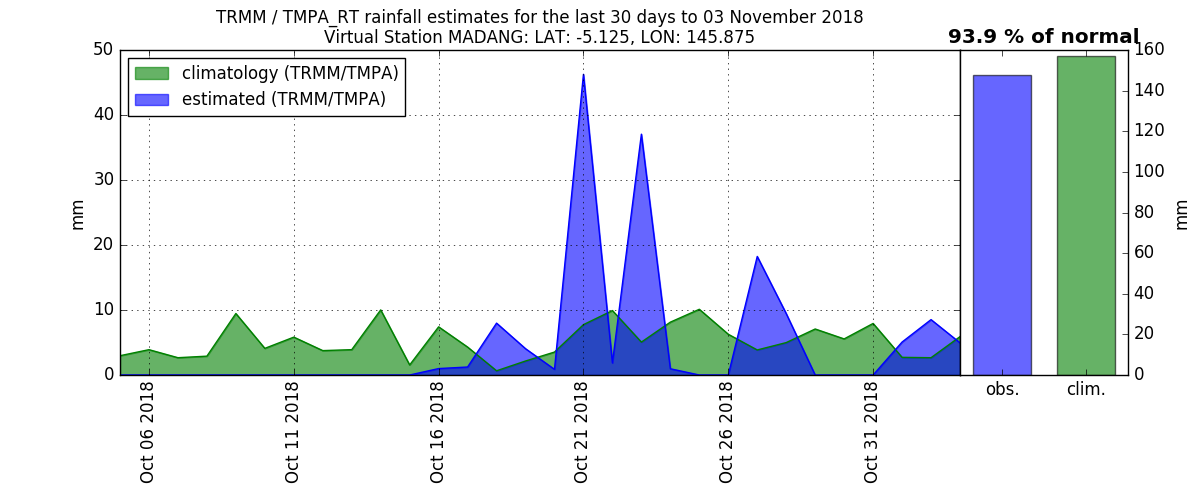 TRMM / TMPA_RT rainfall estimates for the last 30 days to 03 November 2018
Virtual Station MADANG: LAT: -5.125, LON: 145.875
93.9 % of normal
climatology (TRMM/TMPA)
estimated (TRMM/TMPA)
50
40
30
20
10
0
mm
Oct 06 2018
Oct 11 2018
Oct 16 2018
Oct 21 2018
Oct 26 2018
Oct 31 2018
160
140
120
100
80
60
40
20
0
mm
obs.
clim.